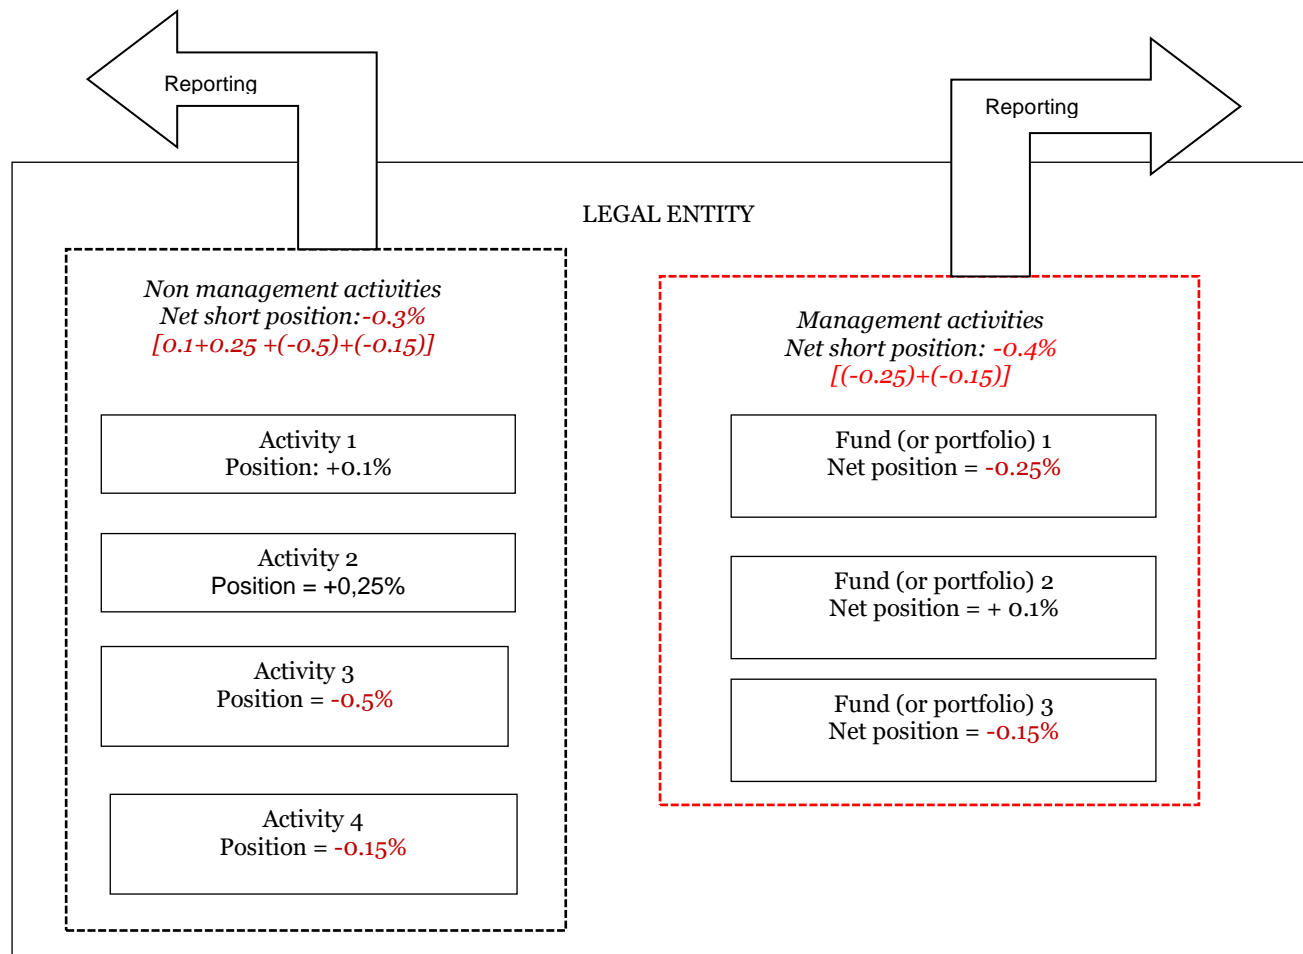 Reporting
Reporting
LEGAL ENTITY
Non management activities
Net short position:-0.3%
[0.1+0.25 +(-0.5)+(-0.15)]
Activity 1
Position: +0.1%
Activity 2
Position = +0,25%
Activity 3
Position = -0.5%
Activity 4
Position = -0.15%
Management activities
Net short position: -0.4%
[(-0.25)+(-0.15)]
Fund (or portfolio) 1
Net position = -0.25%
Fund (or portfolio) 2
Net position = + 0.1%
Fund (or portfolio) 3
Net position = -0.15%